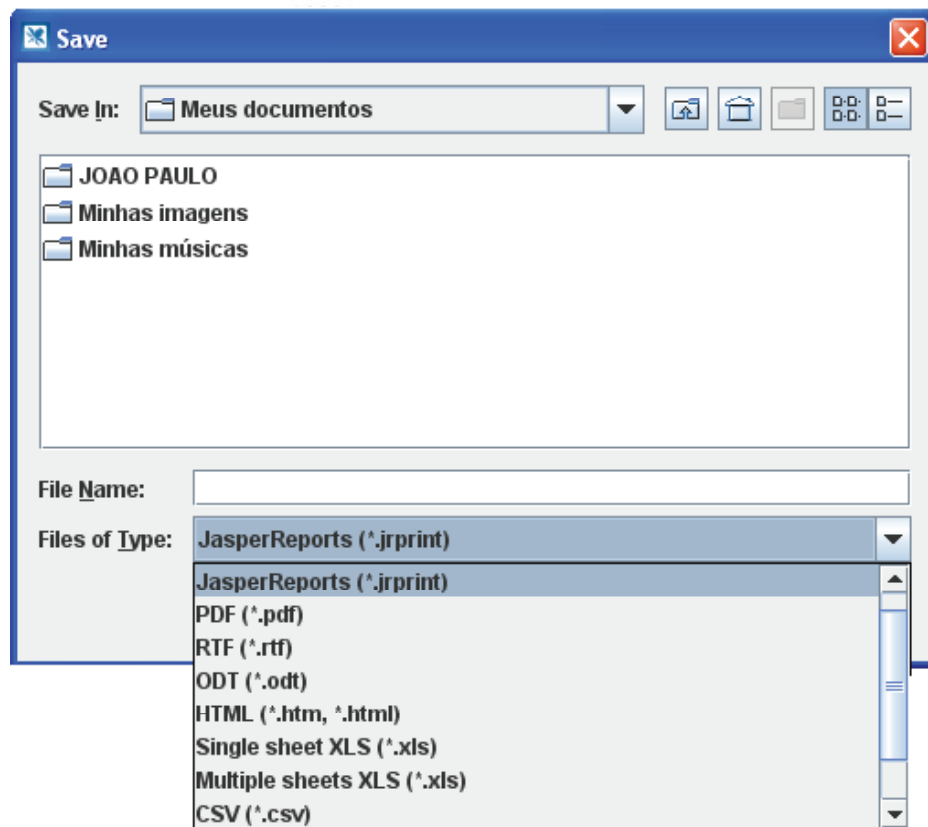 Save
Save In: Meus documentos
JOAO PAULO
Minhas imagens
Minhas músicas
File Name:
Files of Type: JasperReports (*.jrprint)
JasperReports (*.jrprint)
PDF (*.pdf)
RTF (*.rtf)
ODT (*.odt)
HTML (*.htm, *.html)
Single sheet XLS (*.xls)
Multiple sheets XLS (*.xls)
CSV (*.csv)